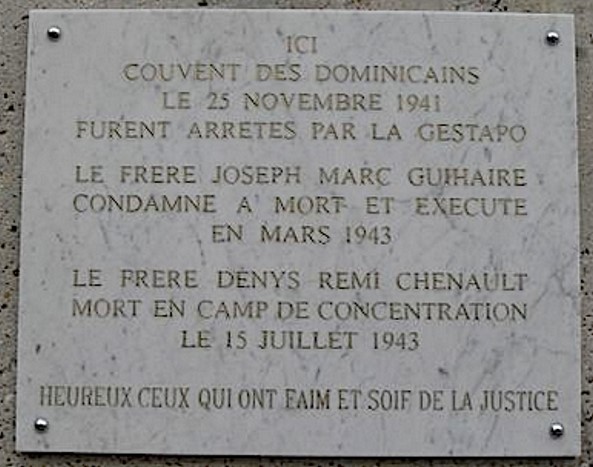 ICI
COUVENT DES DOMINICAINS
LE 25 NOVEMBRE 1941
FURENT ARRETES PAR LA GESTAPO
LE FRERE JOSEPH MARC GUIHAIRE
CONDAMNE A MORT ET EXECUTE
EN MARS 1943
LE FRERE DENYS REMI CHENAULT
MORT EN CAMP DE CONCENTRATION
LE 15 JUILLET 1943
HEUREUX CEUX QUI ONT FAIM ET SOIF DE LA JUSTICE